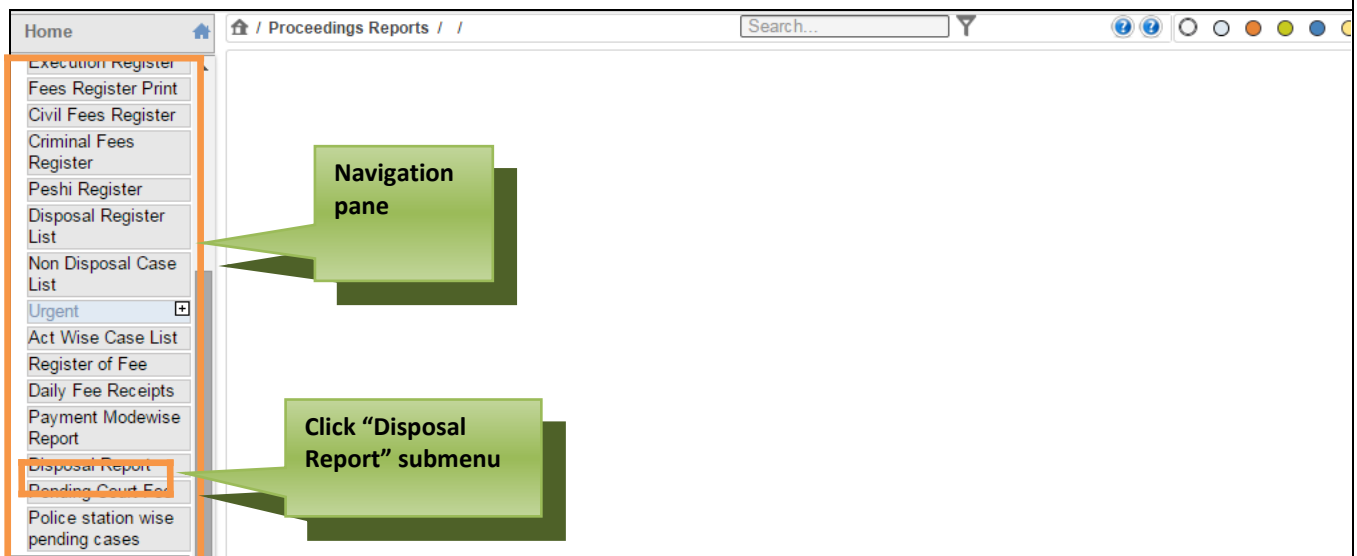 Home
/ Proceedings Reports / /
Search...
Execution Register
Fees Register Print
Civil Fees Register
Criminal Fees
Register
Peshi Register
Disposal Register
List
Non Disposal Case
List
Urgent
Act Wise Case List
Register of Fee
Daily Fee Receipts
Payment Modewise
Report
Disposal Report
Pending Court Fee
Police station wise
pending cases
Navigation
pane
Click “Disposal
Report” submenu